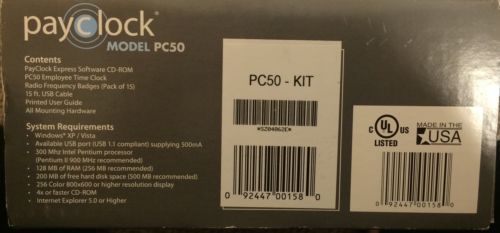 payclock®
MODEL PC50
Contents
PayClock Express Software CD-ROM
PC50 Employee Time Clock
Radio Frequency Badges (Pack of 15)
15 ft. USB Cable
Printed User Guide
All Mounting Hardware
System Requirements
• Windows® XP / Vista
• Available USB port (USB 1.1 compliant) supplying 500mA
• 300 Mhz Intel Pentium processor
(Pentium II 900 MHz recommended)
• 128 MB of RAM (256 MB recommended)
• 200 MB of free hard disk space (500 MB recommended)
• 256 Color 800x600 or higher resolution display
• 4x or faster CD-ROM
• Internet Explorer 5.0 or Higher
PC50 - KIT
*SZ04062E*
0 92447 00158 0
C UL US
LISTED
MADE IN THE
USA
0 92447 00158 0